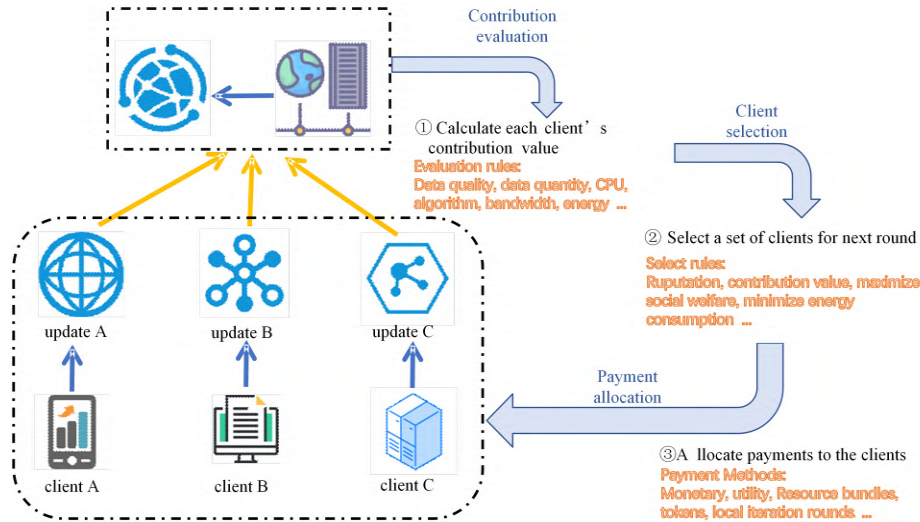 Contribution
evaluation
① Calculate each client's
contribution value
Evaluation rules:
Data quality, data quantity, CPU,
algorithm, bandwidth, energy ...
Client
selection
② Select a set of clients for next round
Select rules:
Ruputation, contribution value, maximize
social welfare, minimize energy
consumption ...
update A
update B
update C
Payment
allocation
③A llocate payments to the clients
Payment Methods:
Monetary, utility, Resource bundles,
tokens, local iteration rounds ...
client A
client B
client C